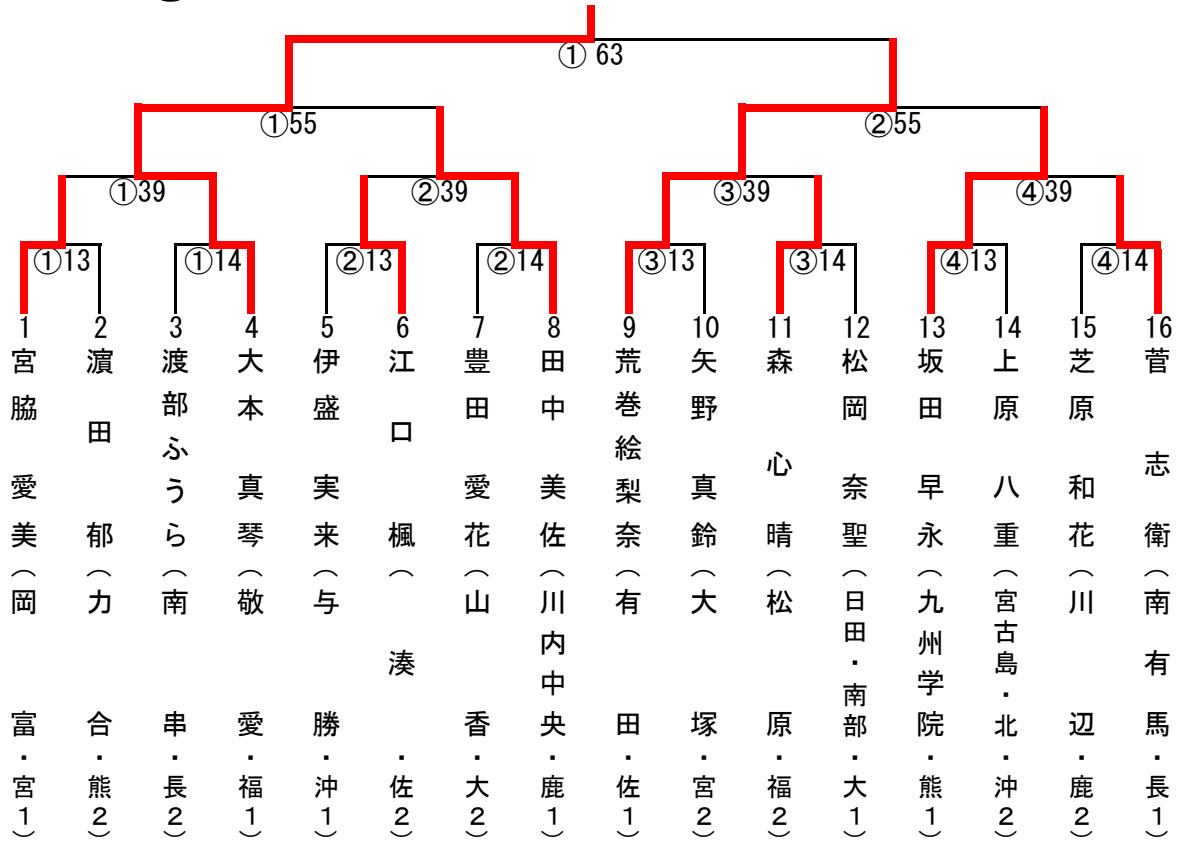 ① 63
①55
②55
①39
②39
③39
④39
①13
①14
②13
②14
③13
③14
④13
④14
1
2
3
4
5
6
7
8
9
10
11
12
13
14
15
16
宮脇愛美(岡富・宮1)
濵田郁(力合・熊2)
渡部ふうら(南串・長2)
大本真琴(敬愛・福1)
伊盛実来(与勝・沖1)
江口楓(湊・佐2)
豊田愛花(山香・大2)
田中美佐(川内中央・鹿1)
荒巻絵梨奈(有田・佐1)
矢野真鈴(大塚・宮2)
森心晴(松原・福2)
松岡奈聖(日田・南部・大1)
坂田早永(九州学院・熊1)
上原八重(宮古島・北・沖2)
芝原和花(川辺・鹿2)
菅志衛(南有馬・長1)